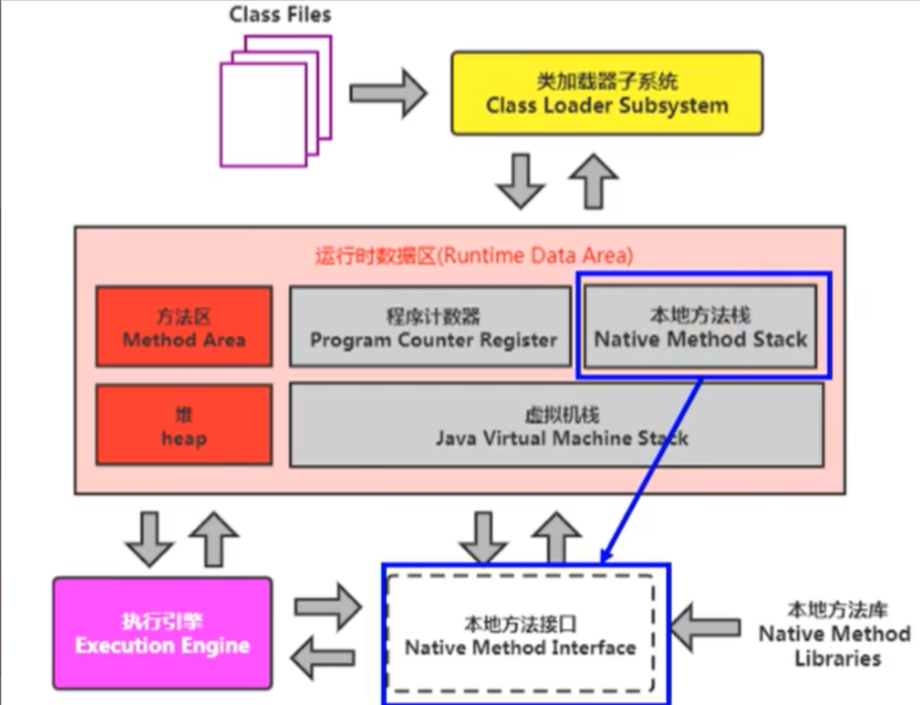 Class Files
类加载器子系统
Class Loader Subsystem
运行时数据区(Runtime Data Area)
方法区
Method Area
程序计数器
Program Counter Register
本地方法栈
Native Method Stack
堆
heap
虚拟机栈
Java Virtual Machine Stack
执行引擎
Execution Engine
本地方法接口
Native Method Interface
本地方法库
Native Method
Libraries